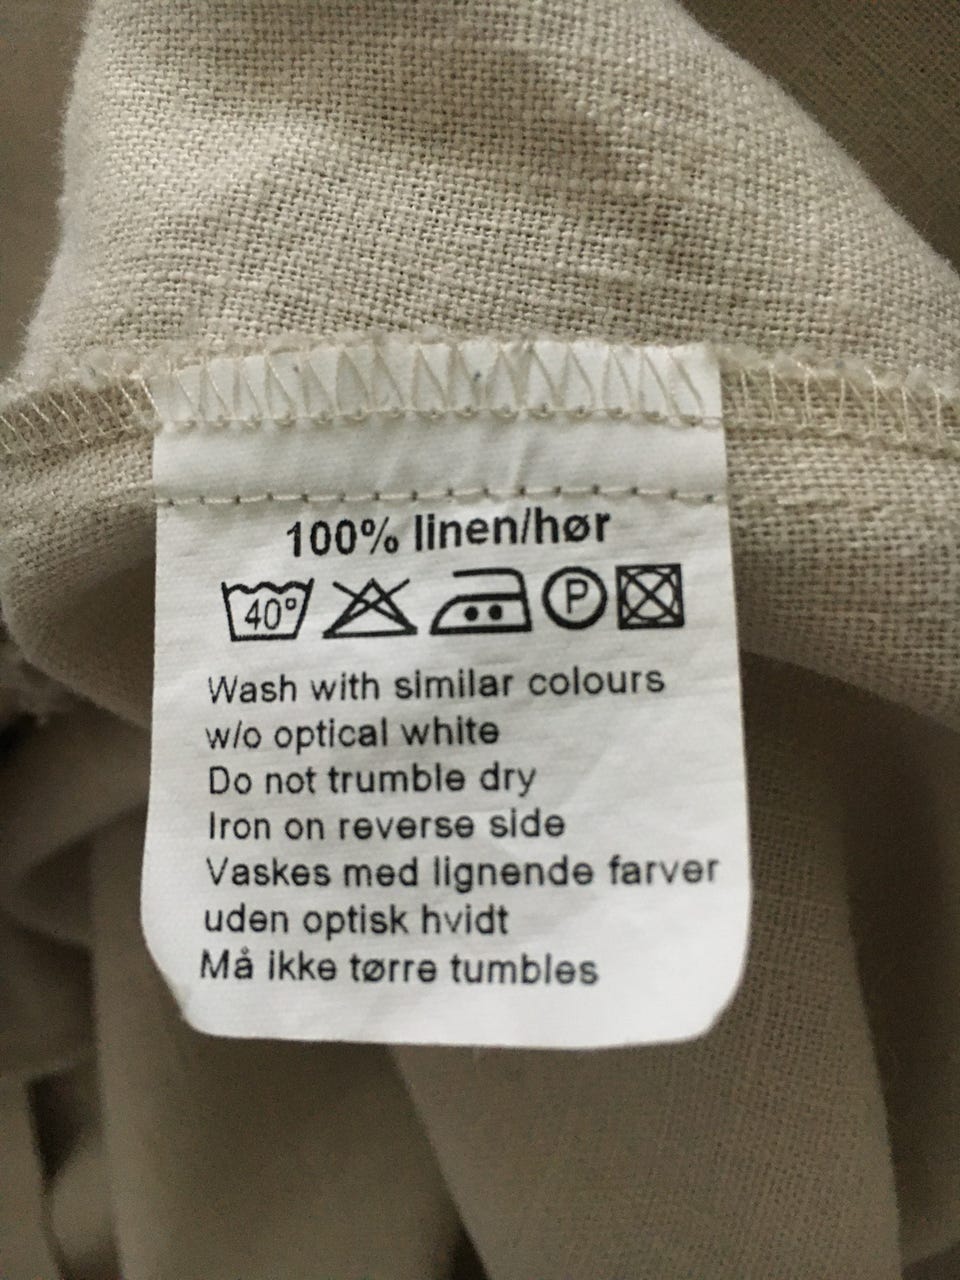 100% linen/hør
40°
P
Wash with similar colours
w/o optical white
Do not trumble dry
Iron on reverse side
Vaskes med lignende farver
uden optisk hvidt
Må ikke tørre tumbles